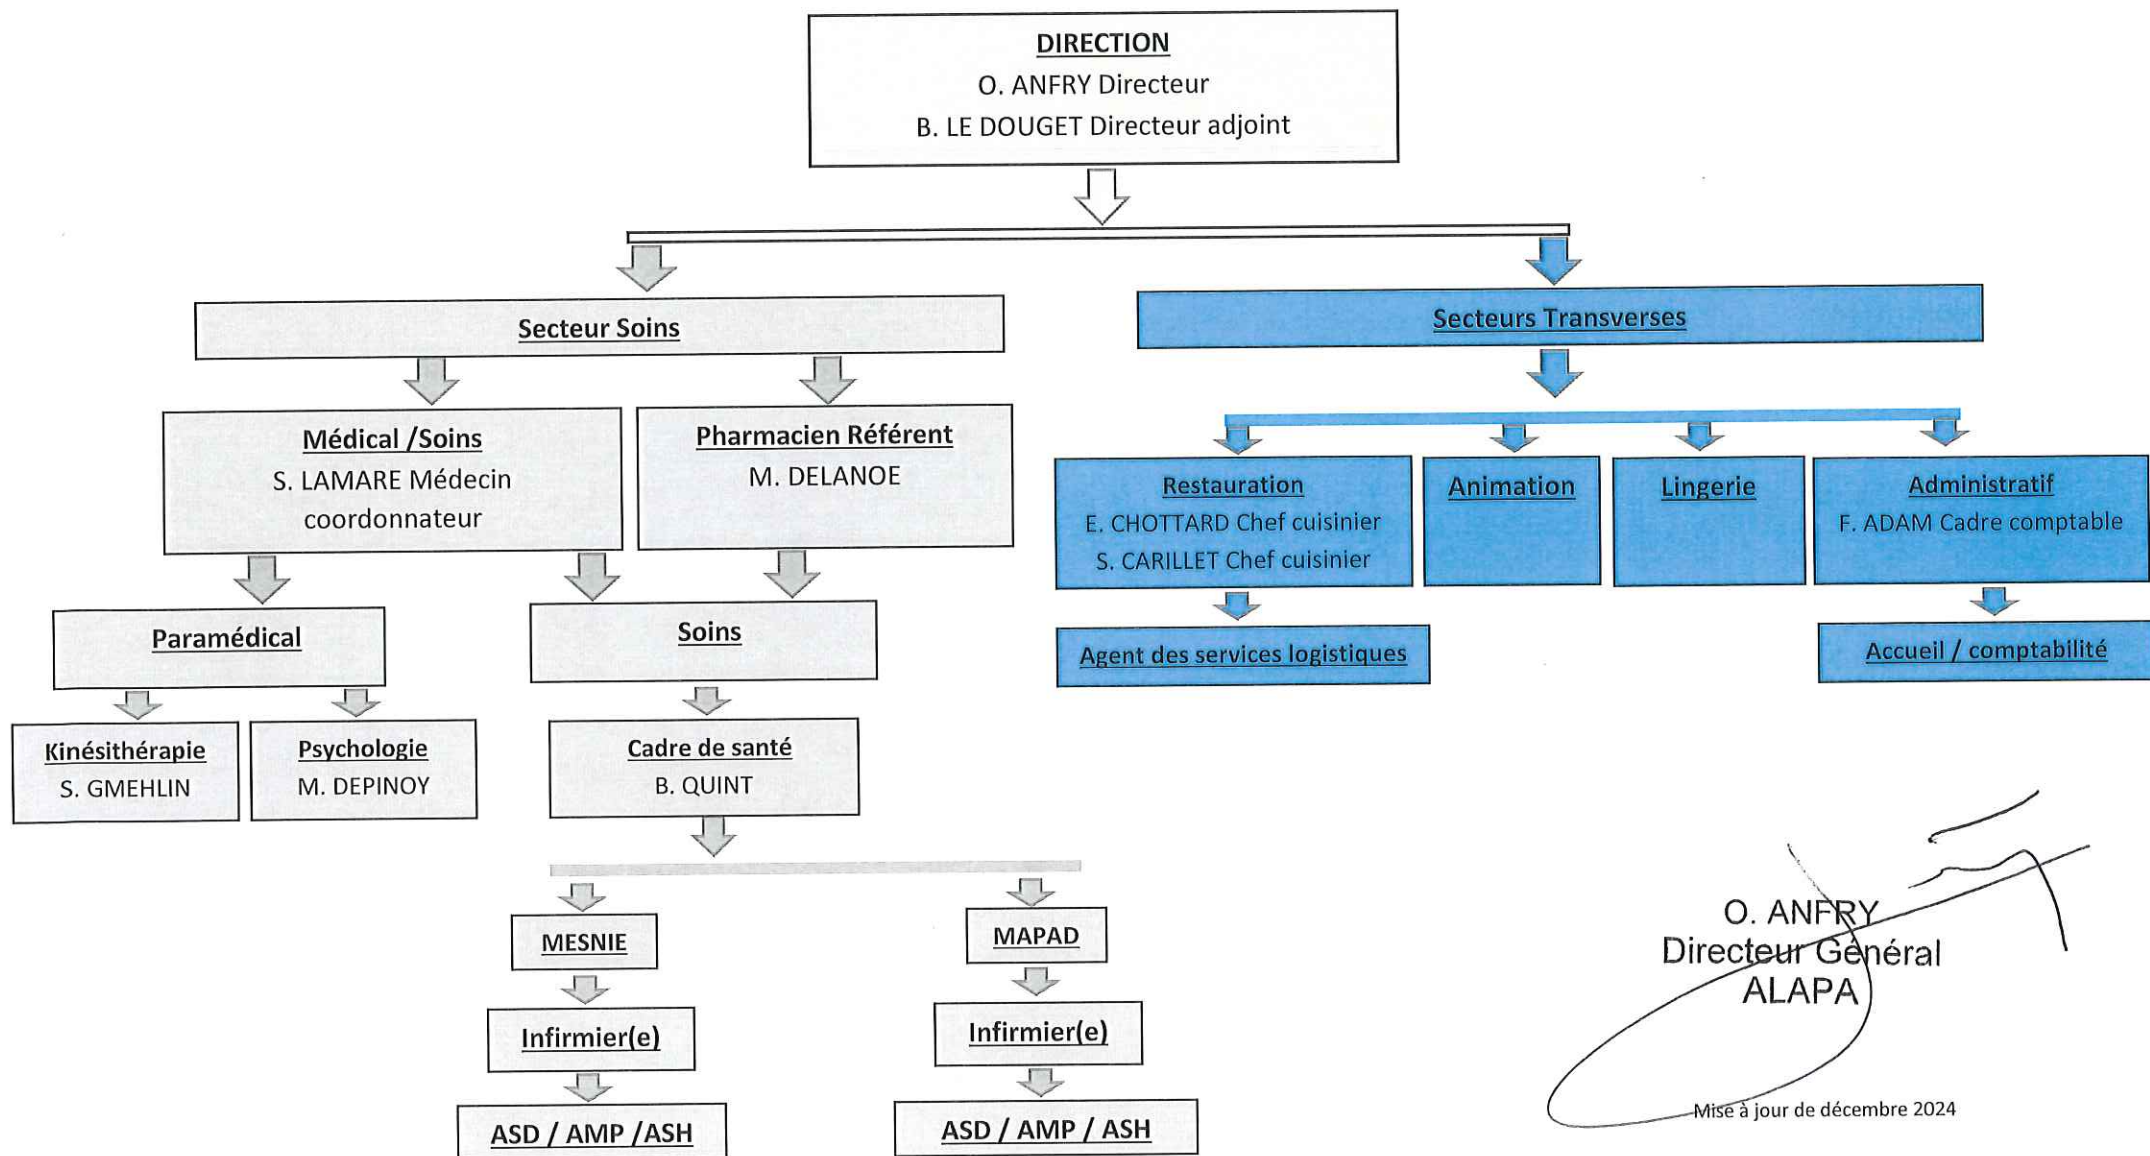 DIRECTION
O. ANFRY Directeur
B. LE DOUGET Directeur adjoint
Secteur Soins
Secteurs Transverses
Médical /Soins
S. LAMARE Médecin
coordonnateur
Pharmacien Référent
M. DELANOE
Restauration
E. CHOTTARD Chef cuisinier
S. CARILLET Chef cuisinier
Animation
Lingerie
Administratif
F. ADAM Cadre comptable
Paramédical
Soins
Agent des services logistiques
Accueil / comptabilité
Kinésithérapie
S. GMEHLIN
Psychologie
M. DEPINOY
Cadre de santé
B. QUINT
MESNIE
MAPAD
Infirmier(e)
Infirmier(e)
ASD / AMP /ASH
ASD / AMP / ASH
O. ANFRY
Directeur Général
ALAPA
Mise à jour de décembre 2024